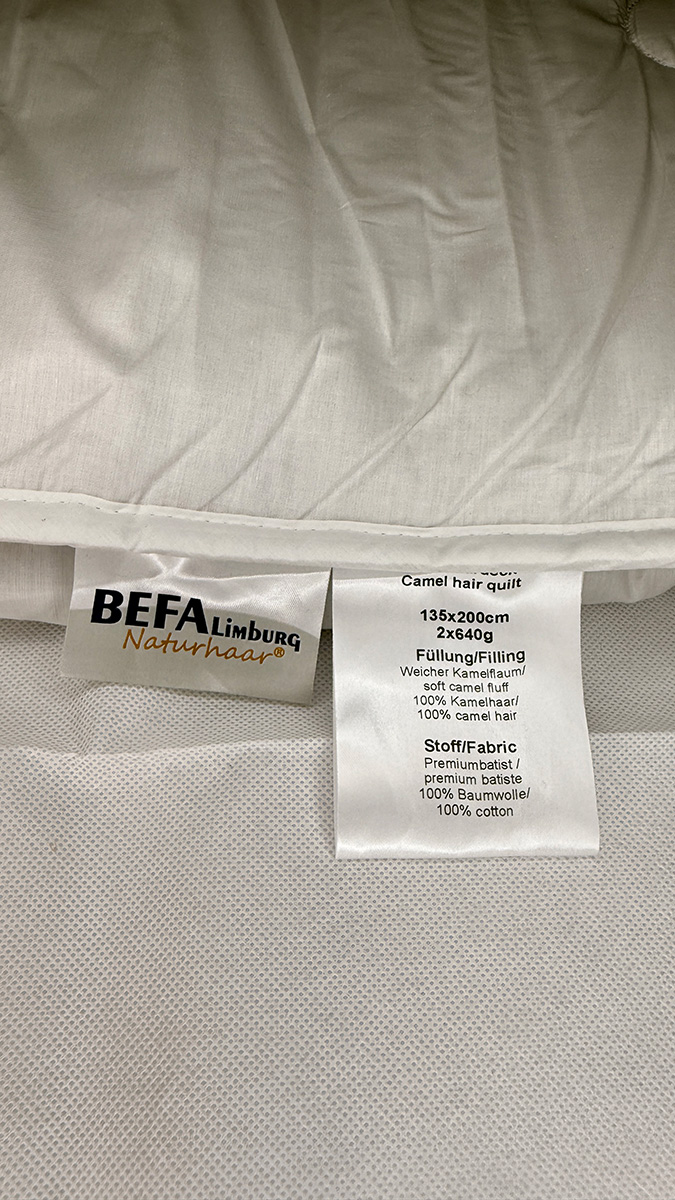 BEFA Limburg
Naturhaar®
Camel hair quilt
135x200cm
2x640g
Füllung/Filling
Weicher Kamelflaum/
soft camel fluff
100% Kamelhaar/
100% camel hair
Stoff/Fabric
Premiumbatist /
premium batiste
100% Baumwolle/
100% cotton